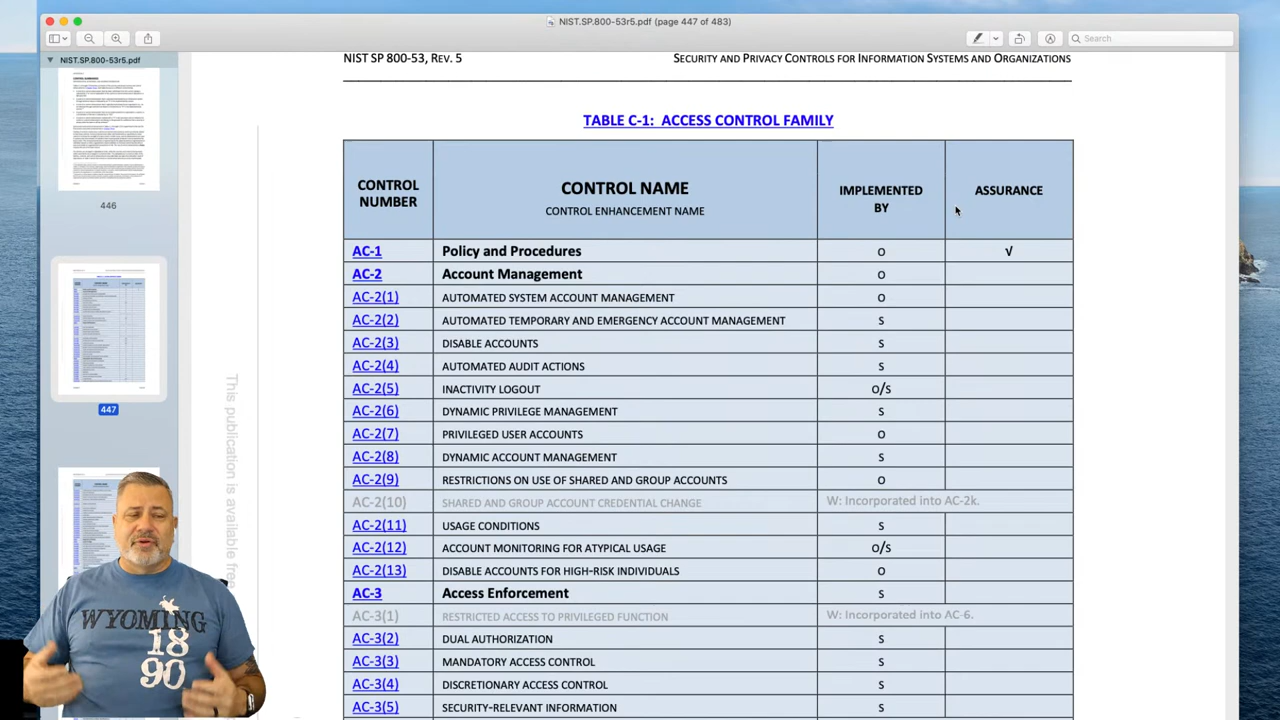 NIST.SP.800-53r5.pdf (page 447 of 483)
Search
NIST.SP.800-53r5.pdf
446
447
This publication is available free
NIST SP 800-53, REV. 5 SECURITY AND PRIVACY CONTROLS FOR INFORMATION SYSTEMS AND ORGANIZATIONS
TABLE C-1: ACCESS CONTROL FAMILY
CONTROL NUMBER CONTROL NAME CONTROL ENHANCEMENT NAME IMPLEMENTED BY ASSURANCE
AC-1 Policy and Procedures O √
AC-2 Account Management O
AC-2(1) AUTOMATED SYSTEM ACCOUNT MANAGEMENT O
AC-2(2) AUTOMATED TEMPORARY AND EMERGENCY ACCOUNT MANAGEMENT S
AC-2(3) DISABLE ACCOUNTS S
AC-2(4) AUTOMATED AUDIT ACTIONS S
AC-2(5) INACTIVITY LOGOUT O/S
AC-2(6) DYNAMIC PRIVILEGE MANAGEMENT S
AC-2(7) PRIVILEGED USER ACCOUNTS O
AC-2(8) DYNAMIC ACCOUNT MANAGEMENT S
AC-2(9) RESTRICTIONS ON USE OF SHARED AND GROUP ACCOUNTS O
AC-2(10) SHARED AND GROUP ACCOUNT CREDENTIAL CHANGE W: Incorporated into AC-2k.
AC-2(11) USAGE CONDITIONS S
AC-2(12) ACCOUNT MONITORING FOR ATYPICAL USAGE O/S
AC-2(13) DISABLE ACCOUNTS FOR HIGH-RISK INDIVIDUALS O
AC-3 Access Enforcement S
AC-3(1) RESTRICTED ACCESS TO PRIVILEGED FUNCTION W: Incorporated into AC-6.
AC-3(2) DUAL AUTHORIZATION S
AC-3(3) MANDATORY ACCESS CONTROL S
AC-3(4) DISCRETIONARY ACCESS CONTROL S
AC-3(5) SECURITY-RELEVANT INFORMATION S
WYOMING
18
90